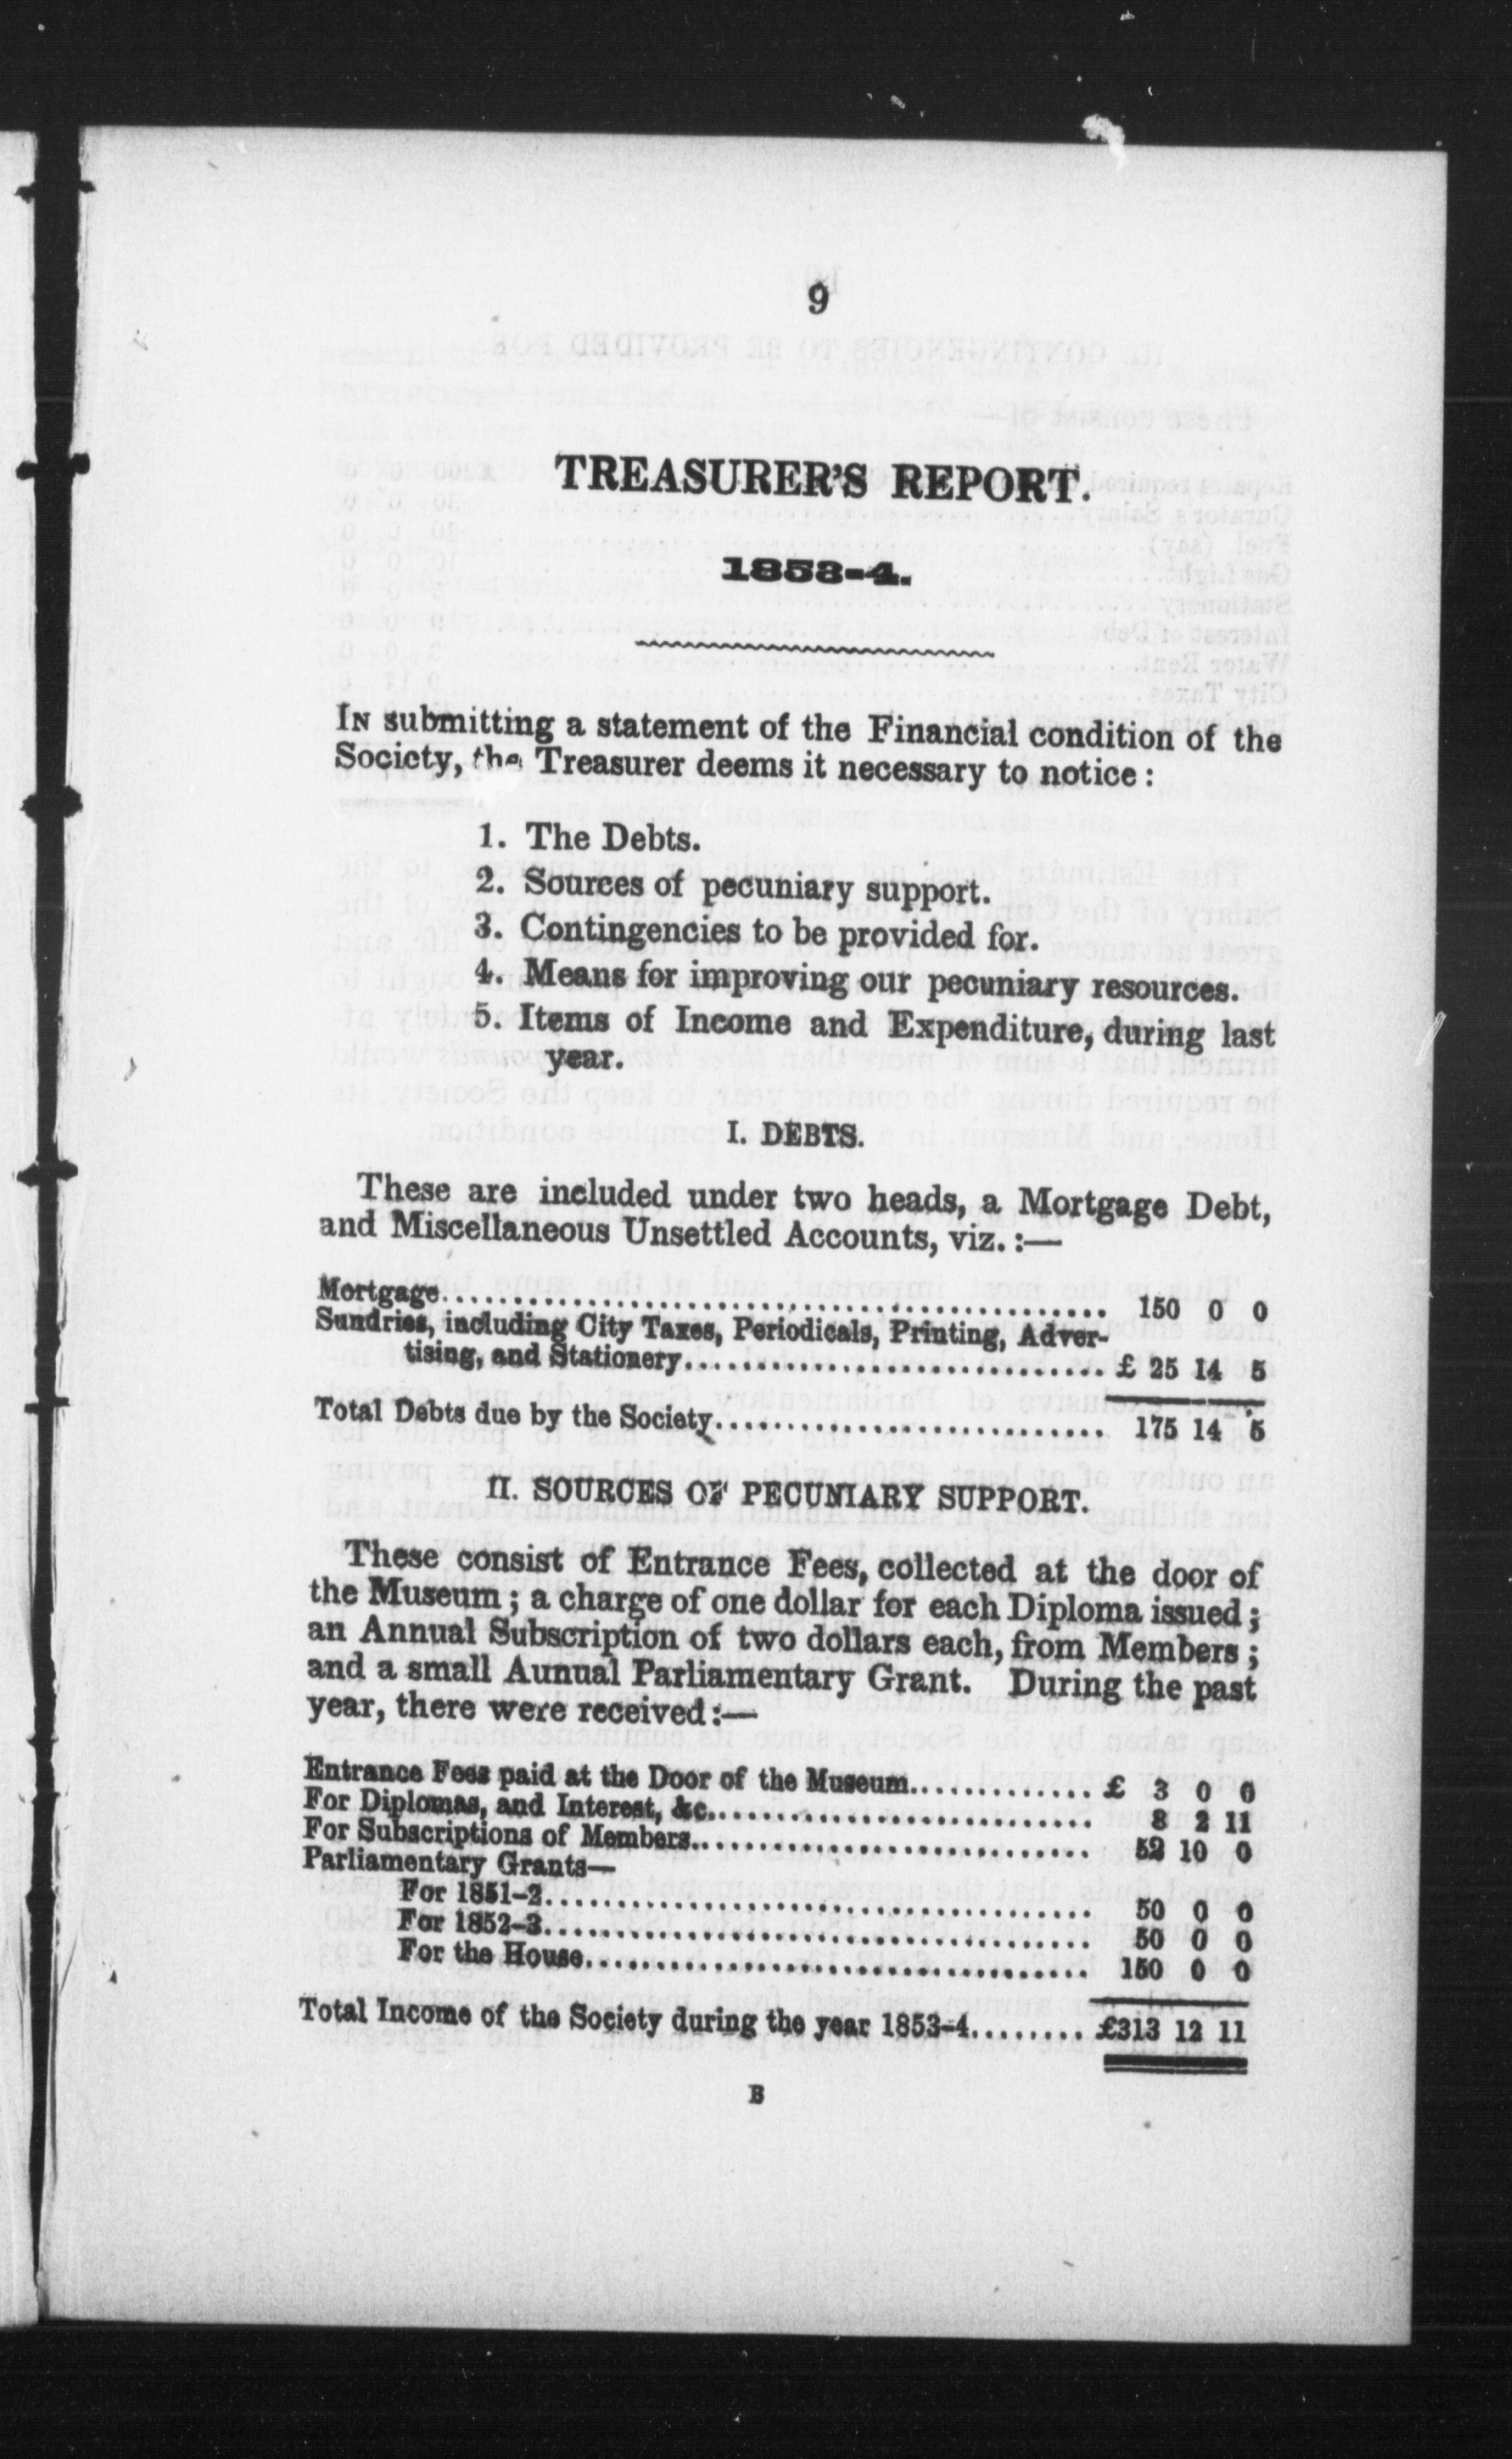 9
TREASURER'S REPORT.
1853-4.
IN submitting a statement of the Financial condition of the
Society, the Treasurer deems it necessary to notice:
1. The Debts.
2. Sources of pecuniary support.
3. Contingencies to be provided for.
4. Means for improving our pecuniary resources.
5. Items of Income and Expenditure, during last
year.
I. DEBTS.
These are included under two heads, a Mortgage Debt,
and Miscellaneous Unsettled Accounts, viz.:—
Mortgage.............................................. 150 0 0
Sundries, including City Taxes, Periodicals, Printing, Adver-
tising, and Stationery............................. £ 25 14 5
Total Debts due by the Society........................... 175 14 5
II. SOURCES OF PECUNIARY SUPPORT.
These consist of Entrance Fees, collected at the door of
the Museum; a charge of one dollar for each Diploma issued;
an Annual Subscription of two dollars each, from Members;
and a small Aunual Parliamentary Grant. During the past
year, there were received:—
Entrance Fees paid at the Door of the Museum............. £ 3 0 0
For Diplomas, and Interest, &c........................... 8 2 11
For Subscriptions of Members............................ 52 10 0
Parliamentary Grants—
For 1851-2...................................... 50 0 0
For 1852-3...................................... 50 0 0
For the House................................... 150 0 0
Total Income of the Society during the year 1853-4........ £313 12 11
B